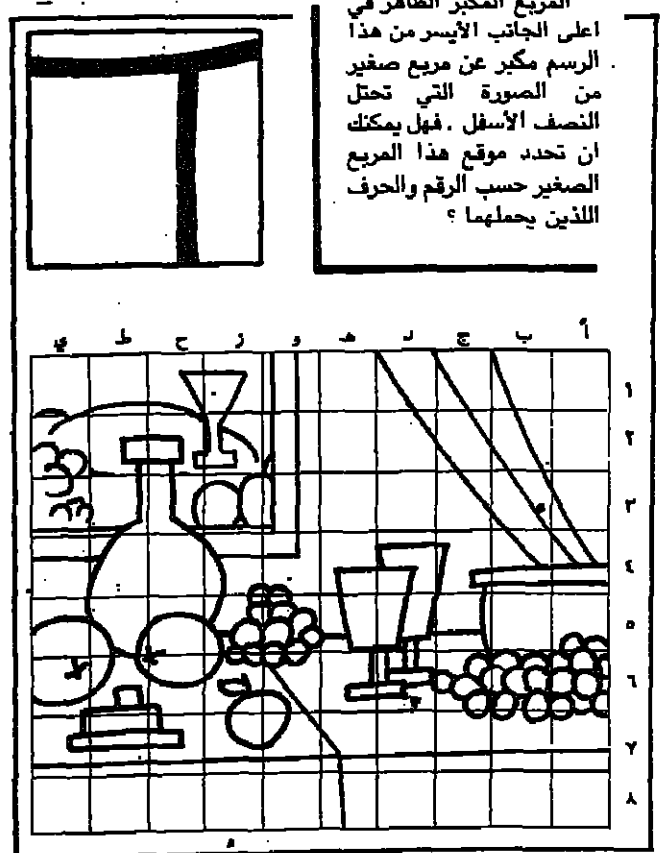 المربع المكبر الظاهر في
اعلى الجانب الأيسر من هذا
الرسم مكبر عن مربع صغير
من الصورة التي تحتل
النصف الأسفل . فهل يمكنك
ان تحدد موقع هذا المربع
الصغير حسب الرقم والحرف
اللذين يحملهما ؟
أ ب ج د هـ و ز ح ط ي
١
٢
٣
٤
٥
٦
٧
٨